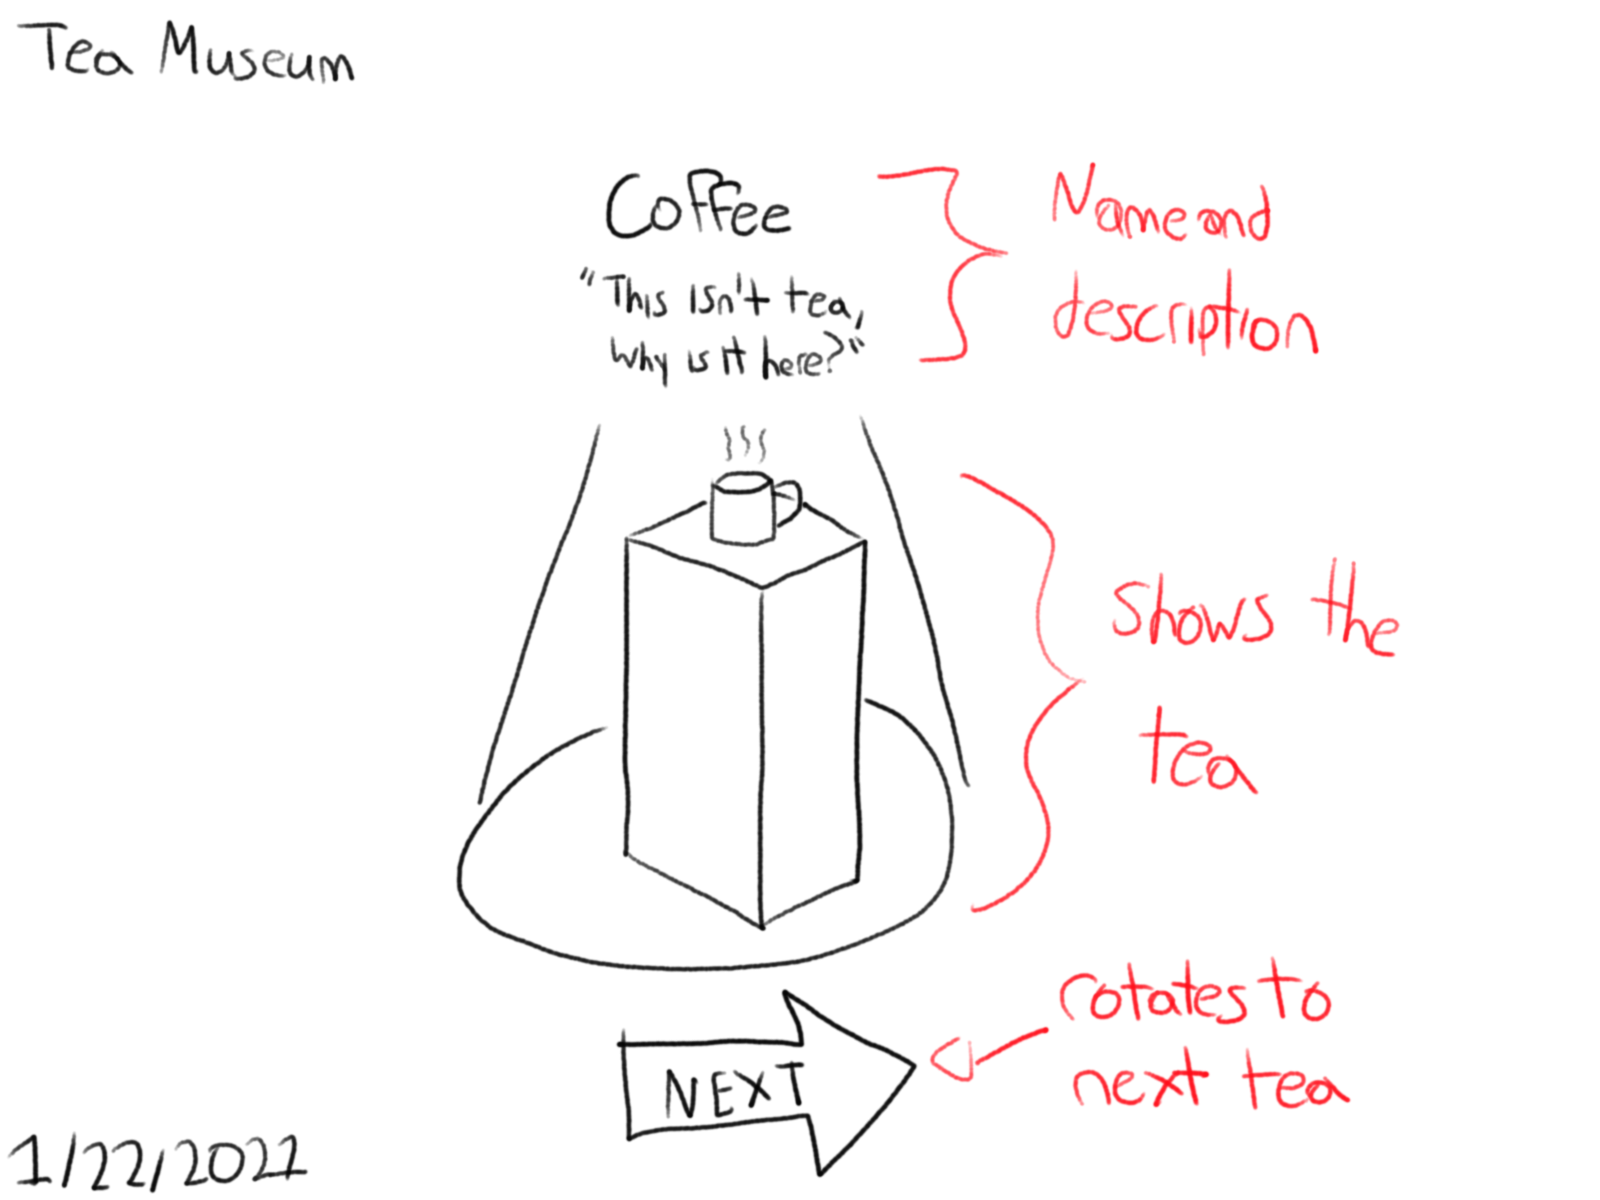 Tea Museum
Coffee
"This isn't tea,
why is it here?"
Name and
description
Shows the
tea
rotates to
next tea
NEXT
1/22/2022